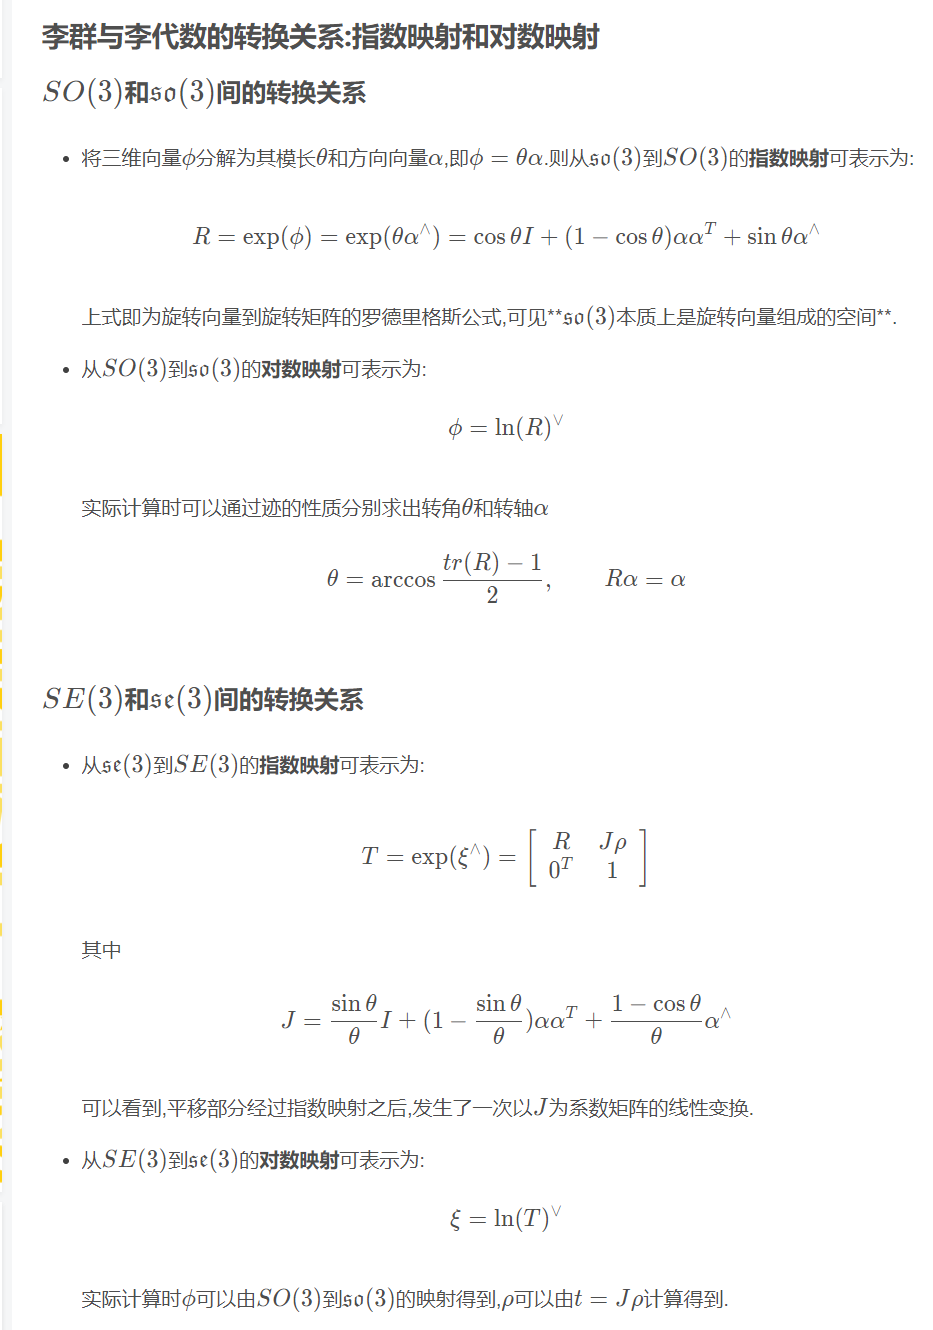 李群与李代数的转换关系:指数映射和对数映射
$SO(3)$和$\mathfrak{so}(3)$间的转换关系
• 将三维向量$\phi$分解为其模长$\theta$和方向向量$\alpha$,即$\phi = \theta\alpha$.则从$\mathfrak{so}(3)$到$SO(3)$的指数映射可表示为:
$R = \exp(\phi) = \exp(\theta\alpha^{\wedge}) = \cos\theta I + (1 - \cos\theta)\alpha\alpha^{T} + \sin\theta\alpha^{\wedge}$
上式即为旋转向量到旋转矩阵的罗德里格斯公式,可见**$\mathfrak{so}(3)$本质上是旋转向量组成的空间**.
• 从$SO(3)$到$\mathfrak{so}(3)$的对数映射可表示为:
$\phi = \ln(R)^{\vee}$
实际计算时可以通过迹的性质分别求出转角$\theta$和转轴$\alpha$
$\theta = \arccos\frac{tr(R) - 1}{2}, \qquad R\alpha = \alpha$
$SE(3)$和$\mathfrak{se}(3)$间的转换关系
• 从$\mathfrak{se}(3)$到$SE(3)$的指数映射可表示为:
$T = \exp(\xi^{\wedge}) = \begin{bmatrix} R & J\rho \\ 0^{T} & 1 \end{bmatrix}$
其中
$J = \frac{\sin\theta}{\theta}I + (1 - \frac{\sin\theta}{\theta})\alpha\alpha^{T} + \frac{1 - \cos\theta}{\theta}\alpha^{\wedge}$
可以看到,平移部分经过指数映射之后,发生了一次以$J$为系数矩阵的线性变换.
• 从$SE(3)$到$\mathfrak{se}(3)$的对数映射可表示为:
$\xi = \ln(T)^{\vee}$
实际计算时$\phi$可以由$SO(3)$到$\mathfrak{so}(3)$的映射得到,$\rho$可以由$t = J\rho$计算得到.